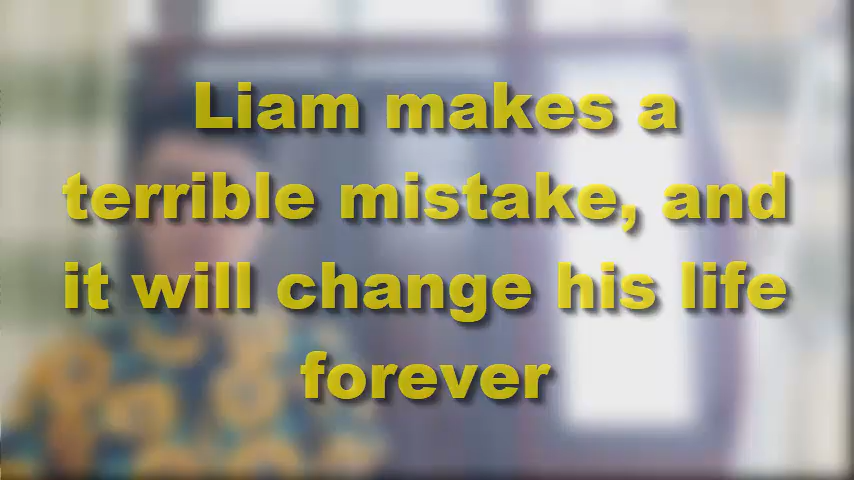 Liam makes a
terrible mistake, and
it will change his life
forever